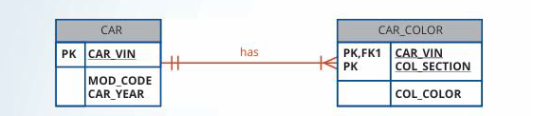 CAR
PK CAR_VIN
MOD_CODE
CAR_YEAR
has
CAR_COLOR
PK,FK1 CAR_VIN
PK COL_SECTION
COL_COLOR